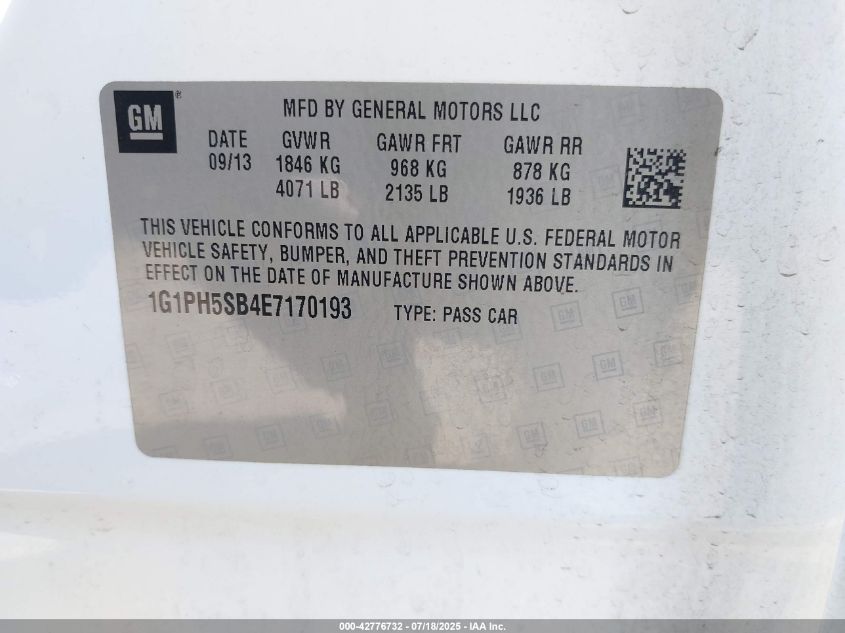 GM ®
MFD BY GENERAL MOTORS LLC
DATE GVWR GAWR FRT GAWR RR
09/13 1846 KG 968 KG 878 KG
4071 LB 2135 LB 1936 LB
THIS VEHICLE CONFORMS TO ALL APPLICABLE U.S. FEDERAL MOTOR
VEHICLE SAFETY, BUMPER, AND THEFT PREVENTION STANDARDS IN
EFFECT ON THE DATE OF MANUFACTURE SHOWN ABOVE.
1G1PH5SB4E7170193 TYPE: PASS CAR
000-42776732 - 07/18/2025 - IAA Inc.